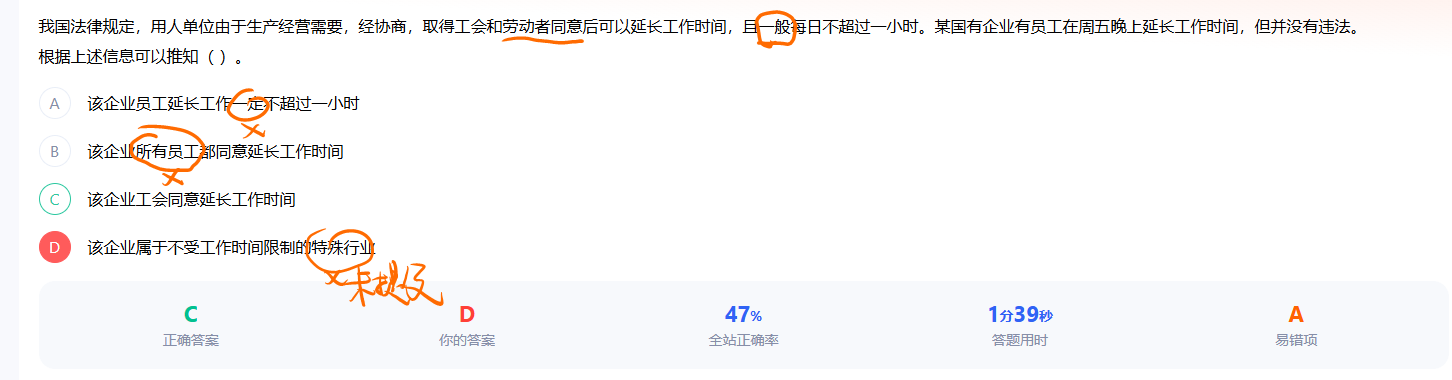 我国法律规定，用人单位由于生产经营需要，经协商，取得工会和劳动者同意后可以延长工作时间，且一般每日不超过一小时。某国有企业有员工在周五晚上延长工作时间，但并没有违法。
根据上述信息可以推知（ ）。
A 该企业员工延长工作一定不超过一小时
B 该企业所有员工都同意延长工作时间
C 该企业工会同意延长工作时间
D 该企业属于不受工作时间限制的特殊行业
未提及
C D 47% 1分39秒 A
正确答案 你的答案 全站正确率 答题用时 易错项